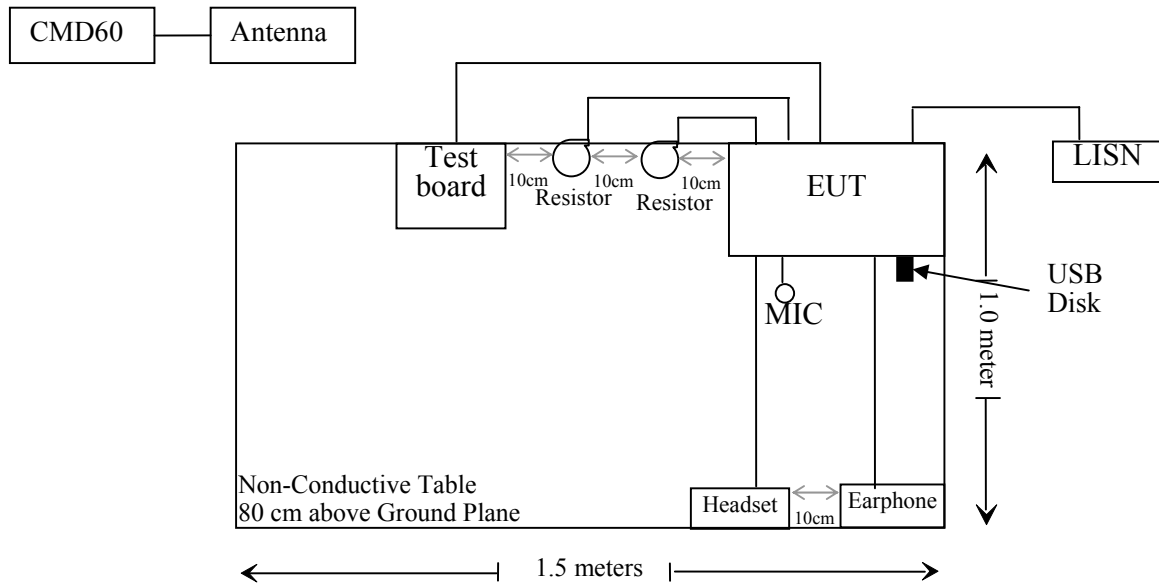 CMD60
Antenna
Test
board
10cm
Resistor
10cm
Resistor
10cm
EUT
LISN
USB
Disk
MIC
1.0 meter
Non-Conductive Table
80 cm above Ground Plane
Headset
10cm
Earphone
1.5 meters